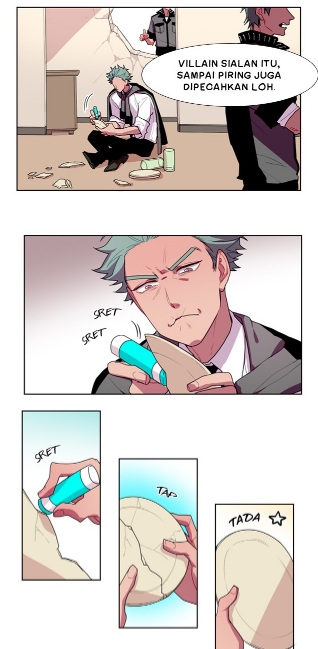 VILLAIN SIALAN ITU,
SAMPAI PIRING JUGA
DIPECAHKAN LOH.
SRET
SRET
SRET
TAP
TADA ☆